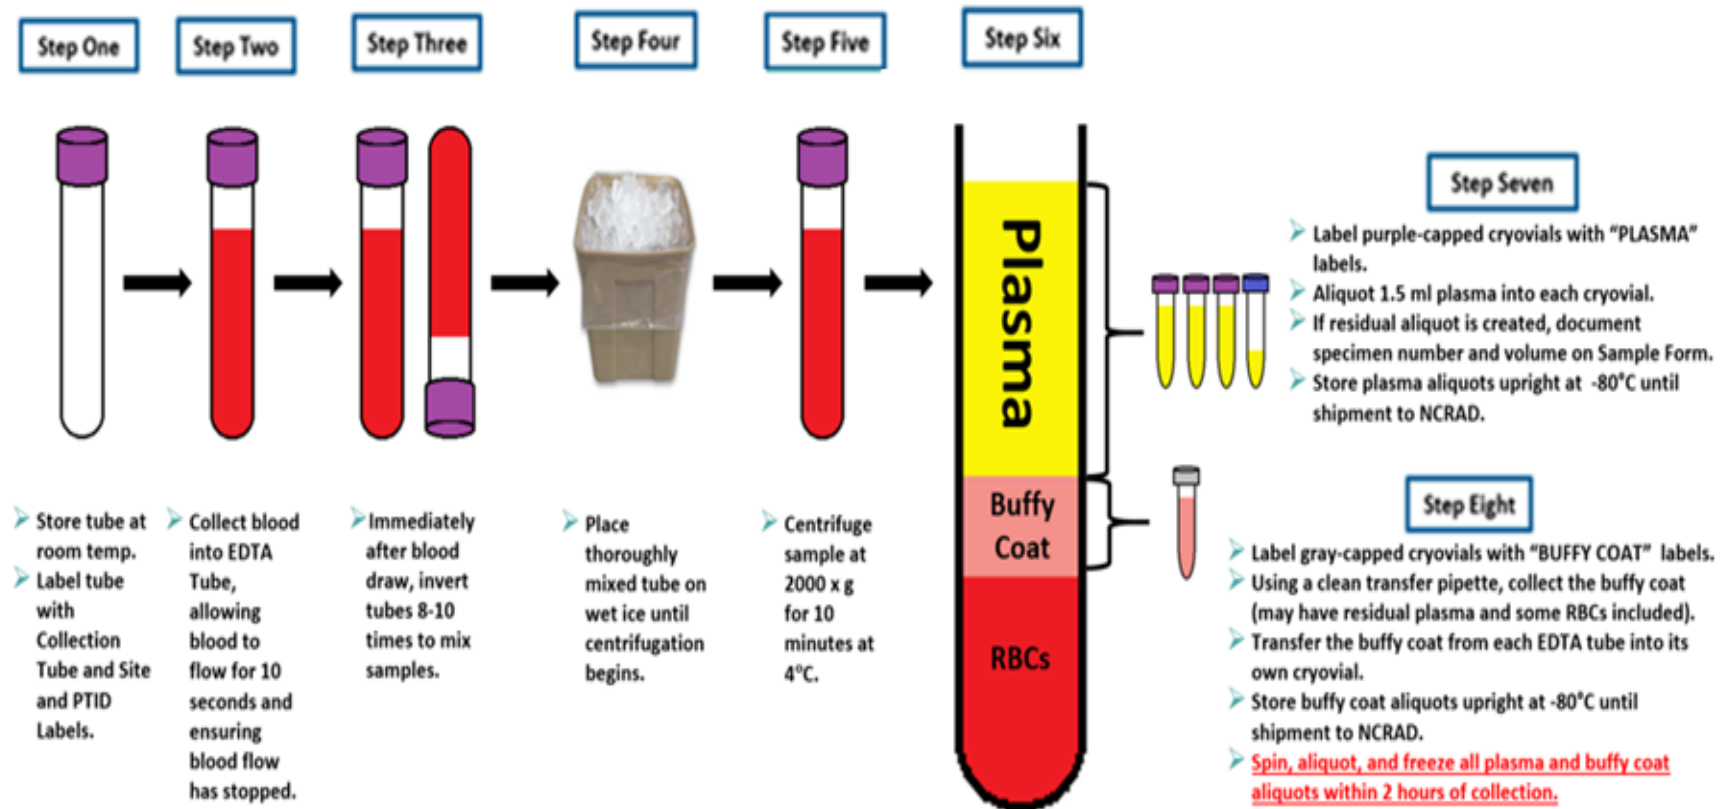 Step One
Step Two
Step Three
Step Four
Step Five
Step Six
Store tube at
room temp.
Label tube
with
Collection
Tube and Site
and PTID
Labels.
Collect blood
into EDTA
Tube,
allowing
blood to
flow for 10
seconds and
ensuring
blood flow
has stopped.
Immediately
after blood
draw, invert
tubes 8-10
times to mix
samples.
Place
thoroughly
mixed tube on
wet ice until
centrifugation
begins.
Centrifuge
sample at
2000 x g
for 10
minutes at
4°C.
Plasma
Buffy
Coat
RBCs
Step Seven
Label purple-capped cryovials with “PLASMA”
labels.
Aliquot 1.5 ml plasma into each cryovial.
If residual aliquot is created, document
specimen number and volume on Sample Form.
Store plasma aliquots upright at -80°C until
shipment to NCRAD.
Step Eight
Label gray-capped cryovials with “BUFFY COAT” labels.
Using a clean transfer pipette, collect the buffy coat
(may have residual plasma and some RBCs included).
Transfer the buffy coat from each EDTA tube into its
own cryovial.
Store buffy coat aliquots upright at -80°C until
shipment to NCRAD.
Spin, aliquot, and freeze all plasma and buffy coat
aliquots within 2 hours of collection.